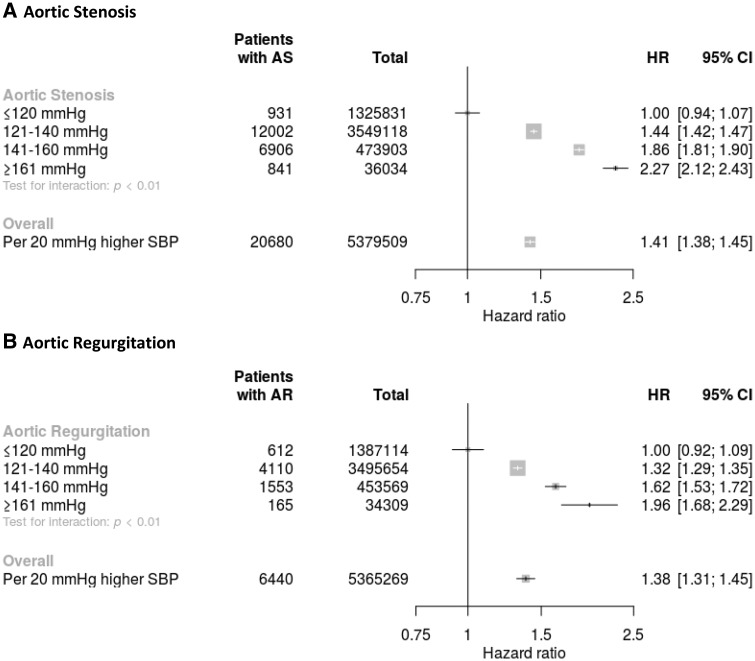 A Aortic Stenosis
Patients
with AS Total HR 95% CI
Aortic Stenosis
≤120 mmHg 931 1325831 1.00 [0.94; 1.07]
121-140 mmHg 12002 3549118 1.44 [1.42; 1.47]
141-160 mmHg 6906 473903 1.86 [1.81; 1.90]
≥161 mmHg 841 36034 2.27 [2.12; 2.43]
Test for interaction: p < 0.01
Overall
Per 20 mmHg higher SBP 20680 5379509 1.41 [1.38; 1.45]
0.75 1 1.5 2.5
Hazard ratio
B Aortic Regurgitation
Patients
with AR Total HR 95% CI
Aortic Regurgitation
≤120 mmHg 612 1387114 1.00 [0.92; 1.09]
121-140 mmHg 4110 3495654 1.32 [1.29; 1.35]
141-160 mmHg 1553 453569 1.62 [1.53; 1.72]
≥161 mmHg 165 34309 1.96 [1.68; 2.29]
Test for interaction: p < 0.01
Overall
Per 20 mmHg higher SBP 6440 5365269 1.38 [1.31; 1.45]
0.75 1 1.5 2.5
Hazard ratio